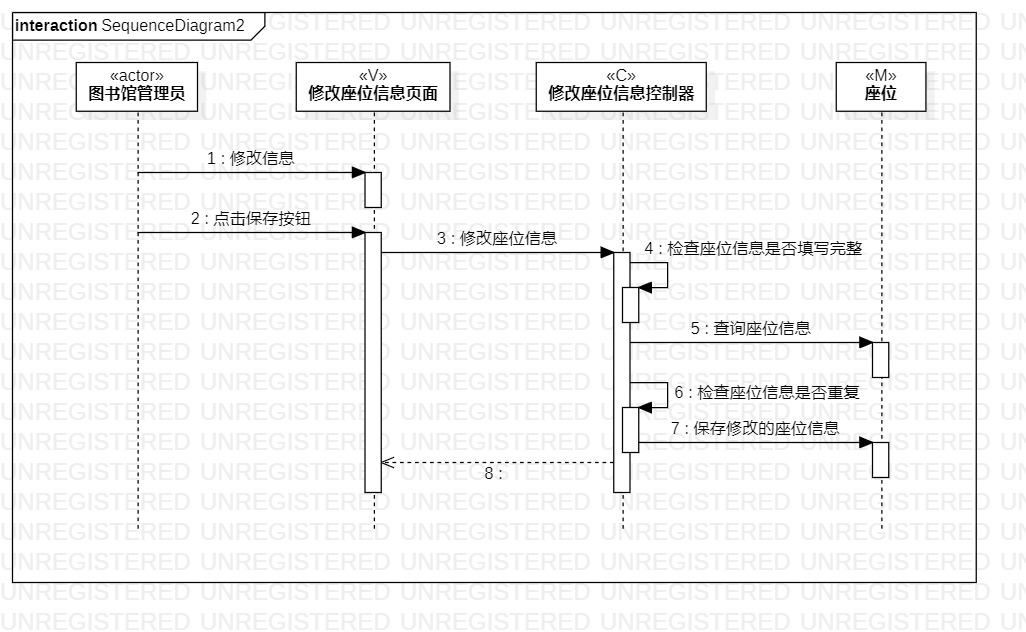 interaction SequenceDiagram2
«actor»
图书馆管理员
«V»
修改座位信息页面
«C»
修改座位信息控制器
«M»
座位
1 : 修改信息
2 : 点击保存按钮
3 : 修改座位信息
4 : 检查座位信息是否填写完整
5 : 查询座位信息
6 : 检查座位信息是否重复
7 : 保存修改的座位信息
8 :
UNREGISTERED